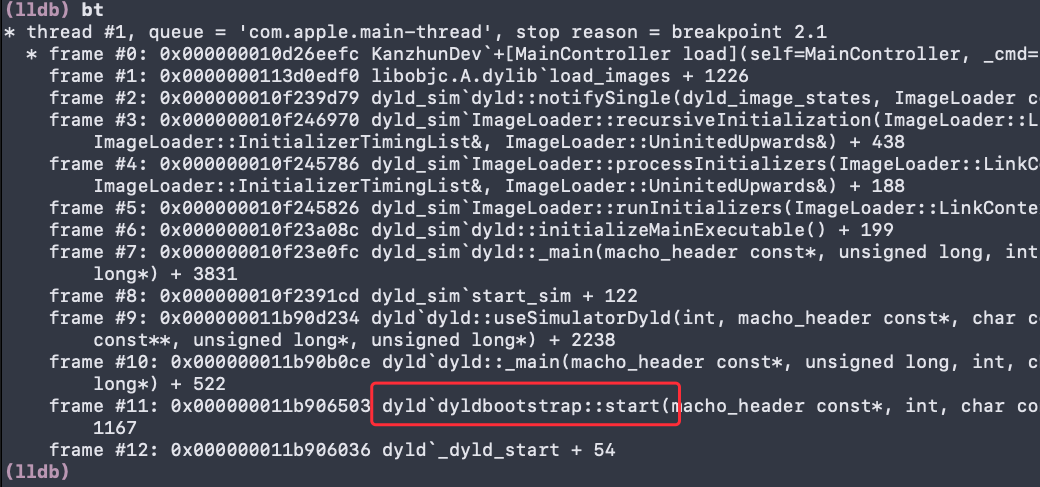 (lldb) bt
* thread #1, queue = 'com.apple.main-thread', stop reason = breakpoint 2.1
  * frame #0: 0x000000010d26eefc KanzhunDev`+[MainController load](self=MainController, _cmd=
    frame #1: 0x0000000113d0edf0 libobjc.A.dylib`load_images + 1226
    frame #2: 0x000000010f239d79 dyld_sim`dyld::notifySingle(dyld_image_states, ImageLoader c
    frame #3: 0x000000010f246970 dyld_sim`ImageLoader::recursiveInitialization(ImageLoader::L
        ImageLoader::InitializerTimingList&, ImageLoader::UninitedUpwards&) + 438
    frame #4: 0x000000010f245786 dyld_sim`ImageLoader::processInitializers(ImageLoader::LinkC
        ImageLoader::InitializerTimingList&, ImageLoader::UninitedUpwards&) + 188
    frame #5: 0x000000010f245826 dyld_sim`ImageLoader::runInitializers(ImageLoader::LinkConte
    frame #6: 0x000000010f23a08c dyld_sim`dyld::initializeMainExecutable() + 199
    frame #7: 0x000000010f23e0fc dyld_sim`dyld::_main(macho_header const*, unsigned long, int
        long*) + 3831
    frame #8: 0x000000010f2391cd dyld_sim`start_sim + 122
    frame #9: 0x000000011b90d234 dyld`dyld::useSimulatorDyld(int, macho_header const*, char c
        const**, unsigned long*, unsigned long*) + 2238
    frame #10: 0x000000011b90b0ce dyld`dyld::_main(macho_header const*, unsigned long, int, c
        long*) + 522
    frame #11: 0x000000011b906503 dyld`dyldbootstrap::start(macho_header const*, int, char co
        1167
    frame #12: 0x000000011b906036 dyld`_dyld_start + 54
(lldb)